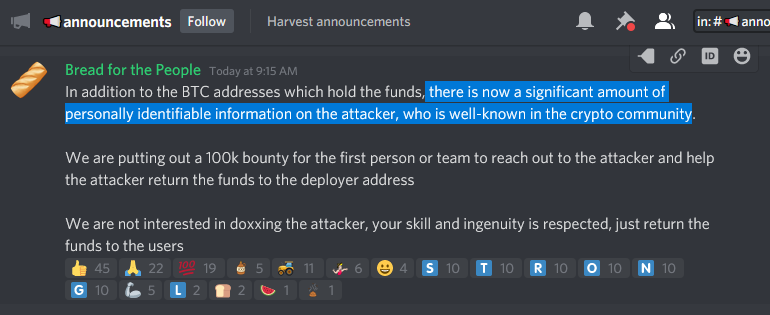 announcements Follow Harvest announcements in: # anno
ID
Bread for the People Today at 9:15 AM
In addition to the BTC addresses which hold the funds, there is now a significant amount of
personally identifiable information on the attacker, who is well-known in the crypto community.
We are putting out a 100k bounty for the first person or team to reach out to the attacker and help
the attacker return the funds to the deployer address
We are not interested in doxxing the attacker, your skill and ingenuity is respected, just return the
funds to the users
45 22 100 19 5 11 6 4 S 10 T 10 R 10 O 10 N 10
G 10 5 L 2 2 1 1